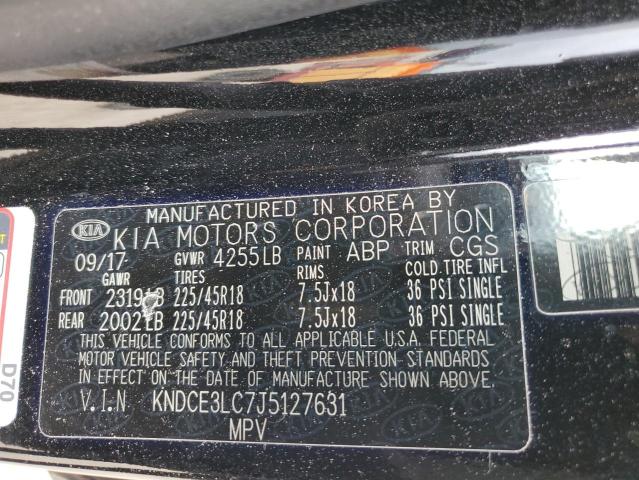 MANUFACTURED IN KOREA BY
KIA KIA MOTORS CORPORATION
09/17 GVWR 4255LB PAINT ABP TRIM CGS
GAWR TIRES RIMS COLD.TIRE INFL
FRONT 2319LB 225/45R18 7.5Jx18 36 PSI SINGLE
REAR 2002LB 225/45R18 7.5Jx18 36 PSI SINGLE
THIS VEHICLE CONFORMS TO ALL APPLICABLE U.S.A. FEDERAL
MOTOR VEHICLE SAFETY AND THEFT PREVENTION STANDARDS
IN EFFECT ON THE DATE OF MANUFACTURE SHOWN ABOVE.
V.I.N KNDCE3LC7J5127631
MPV
D70